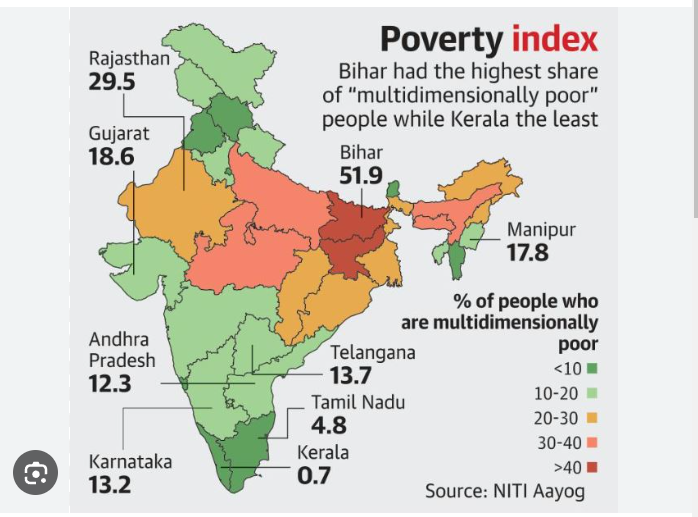 Poverty index
Bihar had the highest share
of “multidimensionally poor”
people while Kerala the least
Rajasthan
29.5
Gujarat
18.6
Bihar
51.9
Manipur
17.8
% of people who
are multidimensionally
poor
<10
10-20
20-30
30-40
>40
Andhra
Pradesh
12.3
Telangana
13.7
Tamil Nadu
4.8
Karnataka
13.2
Kerala
0.7
Source: NITI Aayog